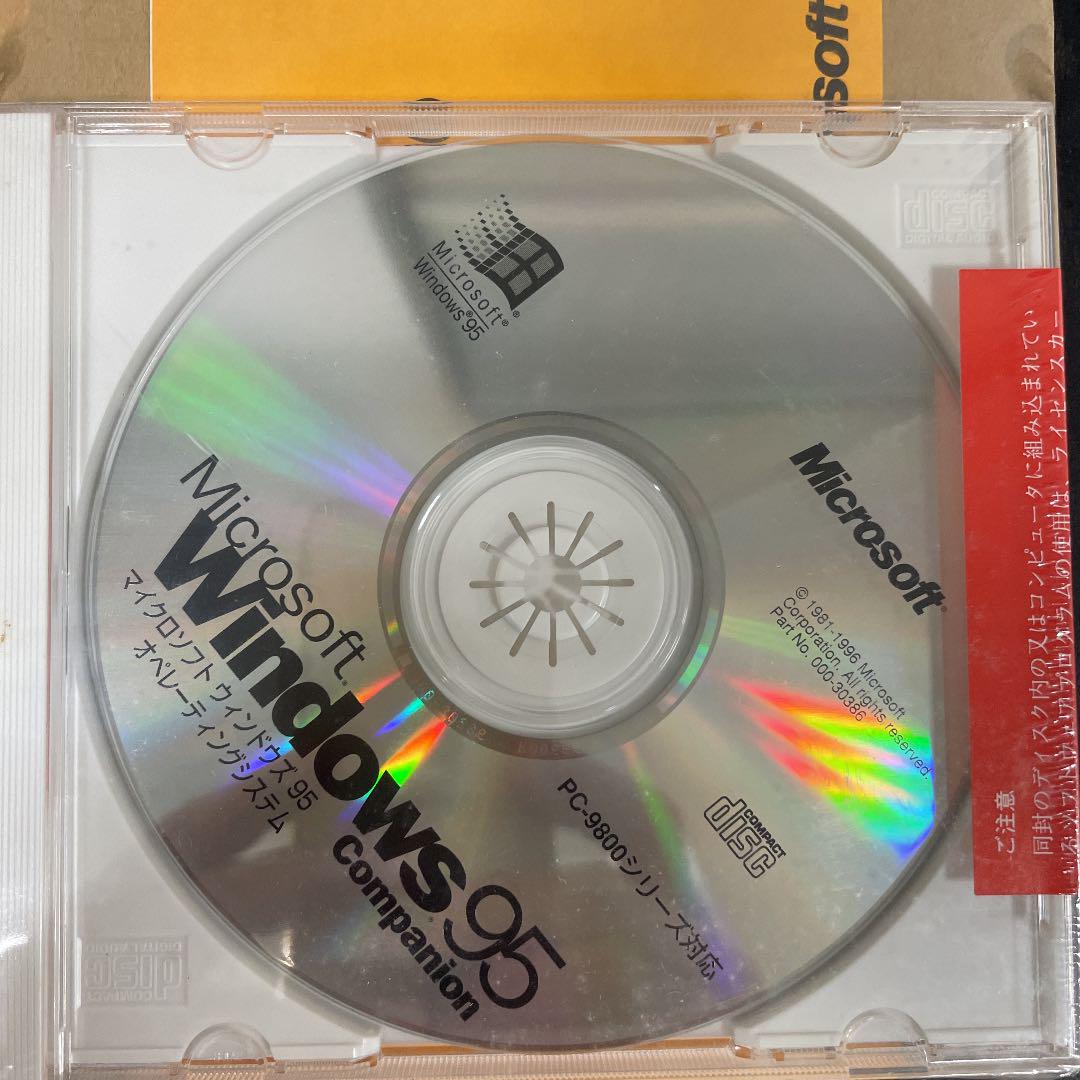 Microsoft®
Windows®95
Microsoft®
© 1981-1996 Microsoft
Corporation. All rights reserved.
Part No. 000-30386
Microsoft®
Windows®95
Companion
マイクロソフト ウィンドウズ 95
オペレーティングシステム
PC-9800シリーズ対応
COMPACT
disc
ご注意
同封のディスク内の又はコンピュータに組み込まれてい
の使用は、ライセンスカー
soft
COMPACT
disc
DIGITAL AUDIO
COMPACT
disc
DIGITAL AUDIO